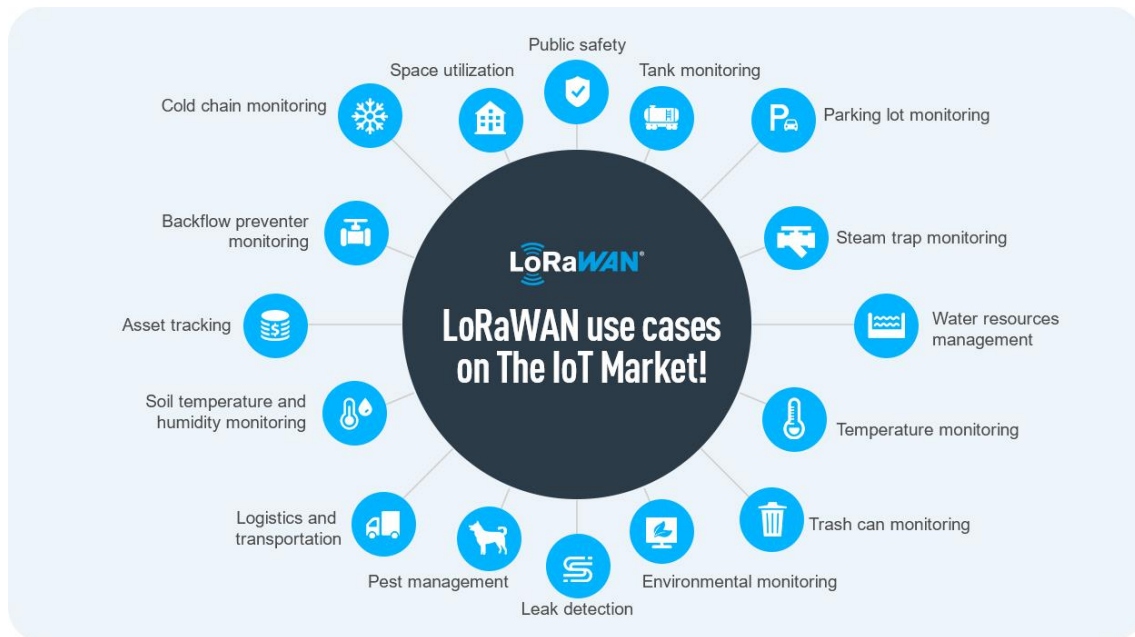 Public safety
Space utilization
Tank monitoring
Cold chain monitoring
P
Parking lot monitoring
Backflow preventer
monitoring
Steam trap monitoring
LoRaWAN®
Asset tracking
$
LoRaWAN use cases
on The IoT Market!
Water resources
management
Soil temperature and
humidity monitoring
Temperature monitoring
Logistics and
transportation
Trash can monitoring
Pest management
Environmental monitoring
Leak detection